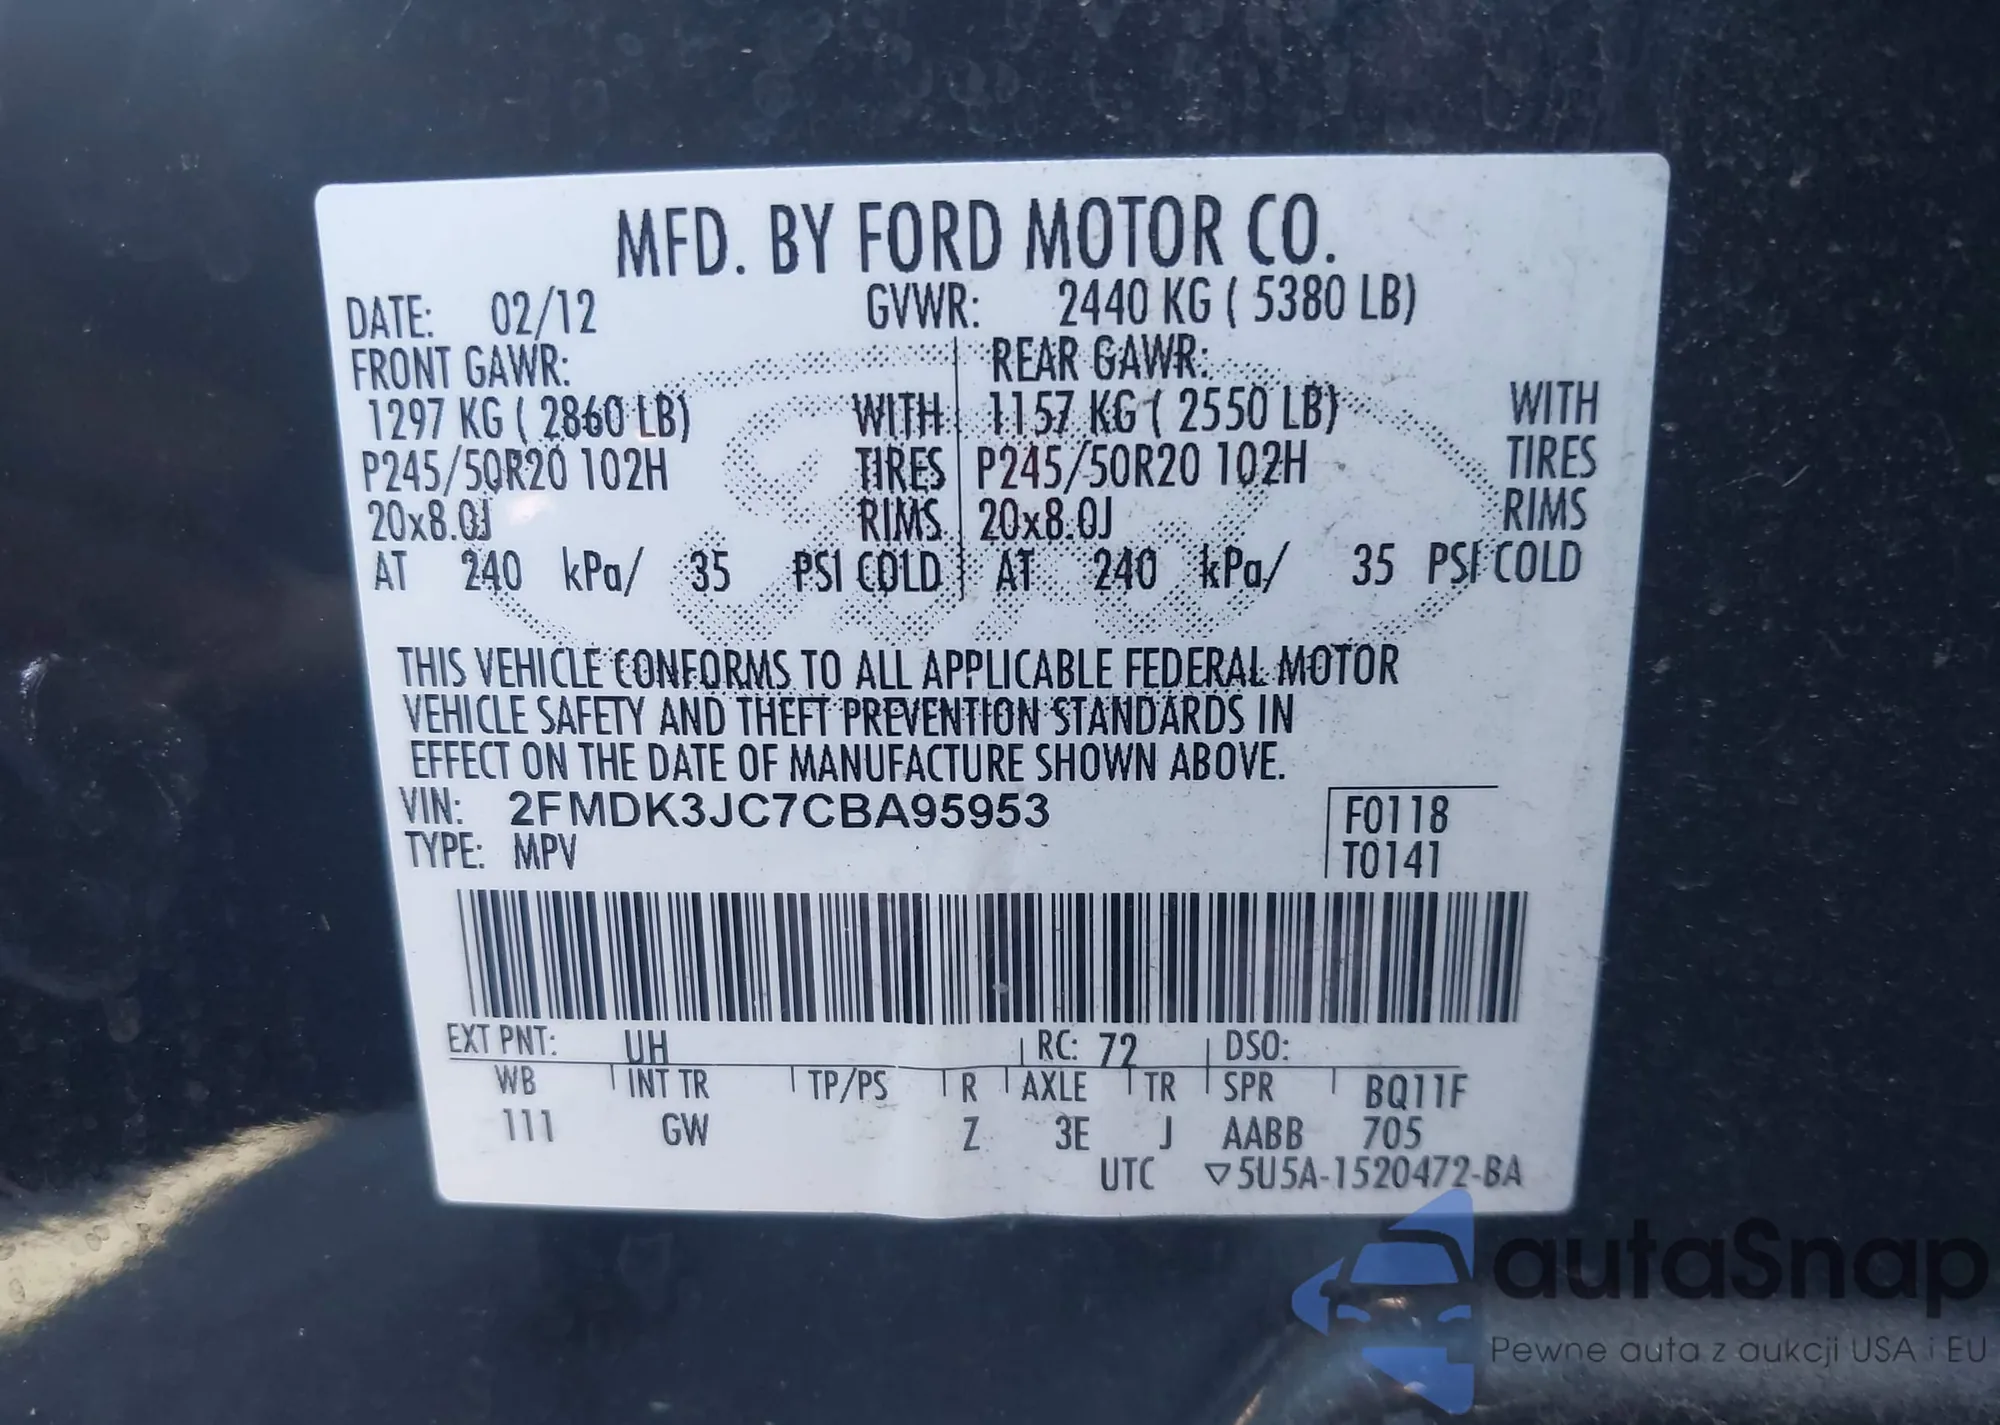 MFD. BY FORD MOTOR CO.
DATE: 02/12 GVWR: 2440 KG ( 5380 LB)
FRONT GAWR: REAR GAWR:
1297 KG ( 2860 LB) WITH 1157 KG ( 2550 LB) WITH
P245/50R20 102H TIRES P245/50R20 102H TIRES
20x8.0J RIMS 20x8.0J RIMS
AT 240 kPa/ 35 PSI COLD AT 240 kPa/ 35 PSI COLD
THIS VEHICLE CONFORMS TO ALL APPLICABLE FEDERAL MOTOR
VEHICLE SAFETY AND THEFT PREVENTION STANDARDS IN
EFFECT ON THE DATE OF MANUFACTURE SHOWN ABOVE.
VIN: 2FMDK3JC7CBA95953 F0118
TYPE: MPV T0141
EXT PNT: UH RC: 72 DSO:
WB INT TR TP/PS R AXLE TR SPR BQ11F
111 GW Z 3E J AABB 705
UTC ▽5U5A-1520472-BA
autaSnap
Pewne auta z aukcji USA i EU